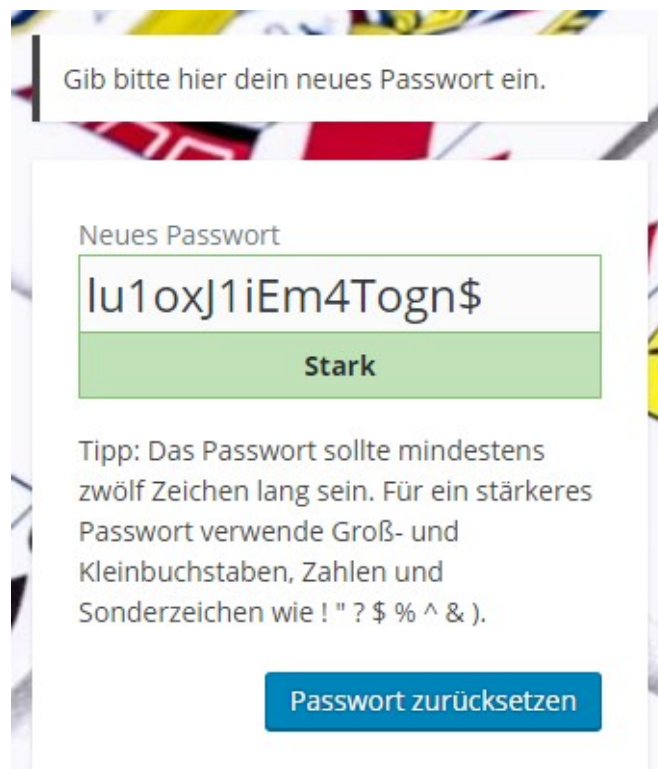 Gib bitte hier dein neues Passwort ein.
Neues Passwort
lu1oxJ1iEm4Togn$
Stark
Tipp: Das Passwort sollte mindestens
zwölf Zeichen lang sein. Für ein stärkeres
Passwort verwende Groß- und
Kleinbuchstaben, Zahlen und
Sonderzeichen wie ! " ? $ % ^ & ).
Passwort zurücksetzen